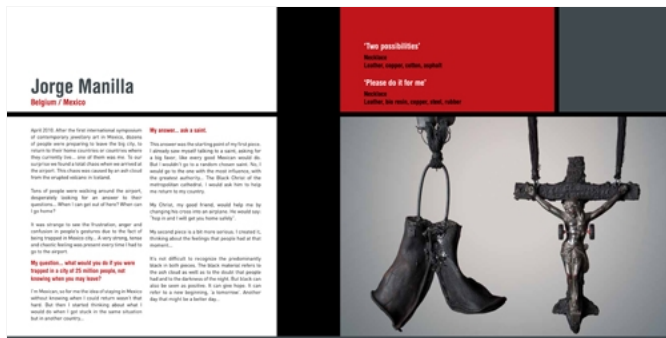 Jorge Manilla
Belgium / Mexico
April 2010. After the first international symposium
of contemporary jewellery art in Mexico, dozens
of people were preparing to leave the big city, to
return to their home countries or countries where
they currently live... one of them was me. To our
surprise we found a total chaos when we arrived at
the airport. This chaos was caused by an ash cloud
from the erupted volcano in Iceland.
Tons of people were walking around the airport,
desperately looking for an answer to their
questions... When can I get out of here? When can
I go home?
It was strange to see the frustration, anger and
confusion in people's gestures due to the fact of
being trapped in Mexico city... A very strong, tense
and chaotic feeling was present every time I had to
go to the airport.
My question... what would you do if you were
trapped in a city of 25 million people, not
knowing when you may leave?
I'm Mexican, so for me the idea of staying in Mexico
without knowing when I could return wasn't that
hard. But then I started thinking about what I
would do when I got stuck in the same situation
but in another country...
My answer... ask a saint.
This answer was the starting point of my first piece.
I already saw myself talking to a saint, asking for
a big favor, like every good Mexican would do.
But I wouldn't go to a random chosen saint. No, I
would go to the one with the most influence, with
the greatest authority... The Black Christ of the
metropolitan cathedral. I would ask him to help
me return to my country.
My Christ, my good friend, would help me by
changing his cross into an airplane. He would say:
"hop in and I will get you home safely".
My second piece is a bit more serious; I created it,
thinking about the feelings that people had at that
moment...
It's not difficult to recognize the predominantly
black in both pieces. The black material refers to
the ash cloud as well as to the doubt that people
had and to the darkness of the night. But black can
also be seen as positive. It can give hope. It can
refer to a new beginning, 'a tomorrow'. Another
day that might be a better day...
'Two possibilities'
Necklace
Leather, copper, cotton, asphalt
'Please do it for me'
Necklace
Leather, bio resin, copper, steel, rubber